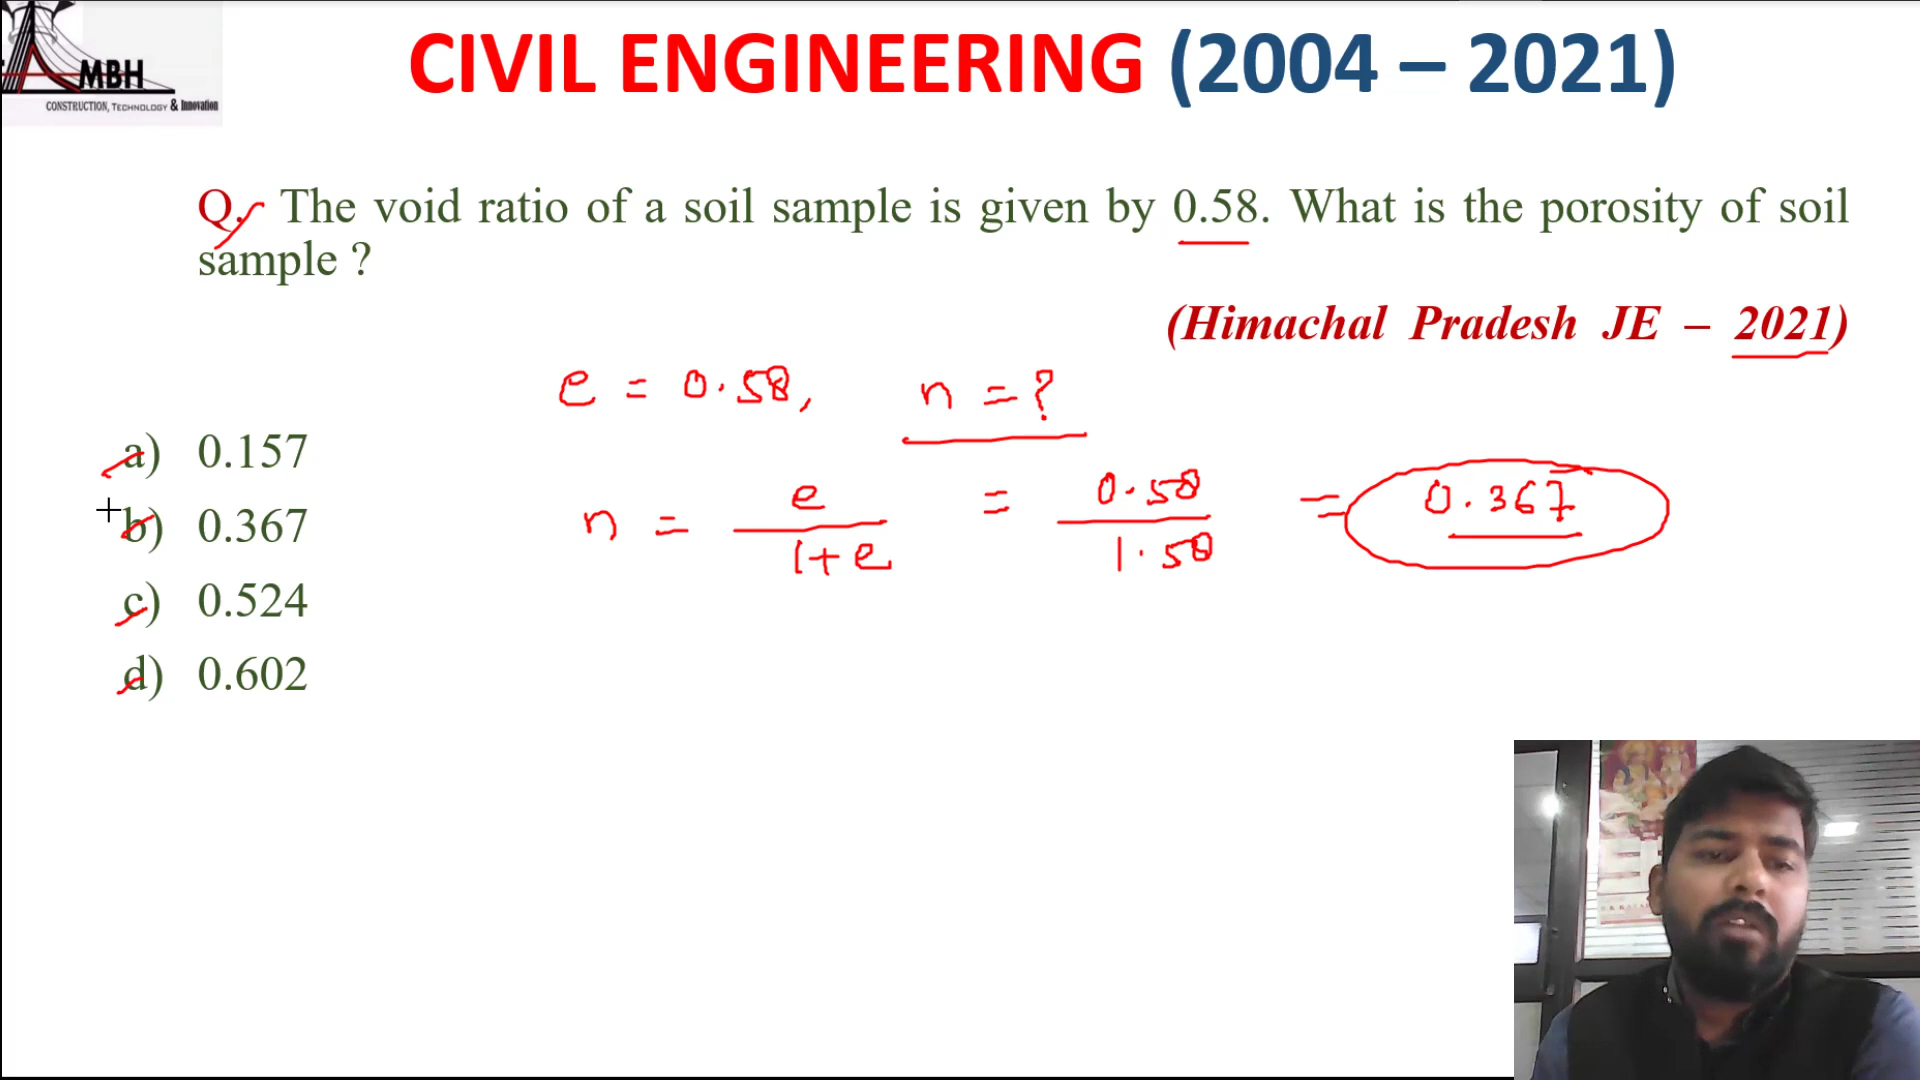 MBH
CONSTRUCTION, TECHNOLOGY & Innovation
CIVIL ENGINEERING (2004 – 2021)
Q. The void ratio of a soil sample is given by 0.58. What is the porosity of soil
sample ?
(Himachal Pradesh JE – 2021)
e = 0.58, n = ?
a) 0.157
b) 0.367
n = e / 1+e = 0.58 / 1.58 = 0.367
c) 0.524
d) 0.602